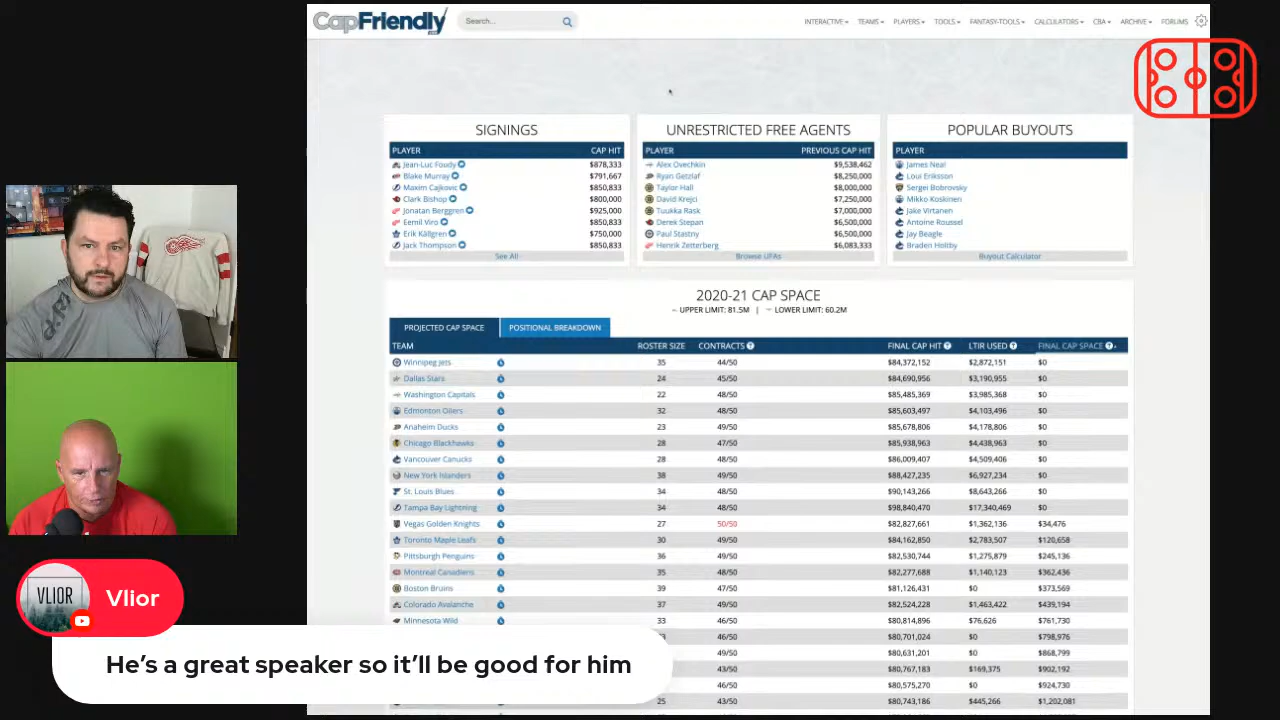 CapFriendly
Search...
INTERACTIVE TEAMS PLAYERS TOOLS FANTASY-TOOLS CALCULATORS CBA ARCHIVE FORUMS
SIGNINGS
PLAYER CAP HIT
Jean-Luc Foudy $878,333
Blake Murray $791,667
Maxim Cajkovic $850,833
Clark Bishop $800,000
Jonatan Berggren $925,000
Eemil Viro $850,833
Erik Källgren $750,000
Jack Thompson $850,833
See All
UNRESTRICTED FREE AGENTS
PLAYER PREVIOUS CAP HIT
Alex Ovechkin $9,538,462
Ryan Getzlaf $8,250,000
Taylor Hall $8,000,000
David Krejci $7,250,000
Tuukka Rask $7,000,000
Derek Stepan $6,500,000
Paul Stastny $6,500,000
Henrik Zetterberg $6,083,333
Browse UFAs
POPULAR BUYOUTS
PLAYER
James Neal
Loui Eriksson
Sergei Bobrovsky
Mikko Koskinen
Jake Virtanen
Antoine Roussel
Jay Beagle
Braden Holtby
Buyout Calculator
2020-21 CAP SPACE
UPPER LIMIT: 81.5M | LOWER LIMIT: 60.2M
PROJECTED CAP SPACE POSITIONAL BREAKDOWN
TEAM ROSTER SIZE CONTRACTS FINAL CAP HIT LTIR USED FINAL CAP SPACE
Winnipeg Jets 35 44/50 $84,372,152 $2,872,151 $0
Dallas Stars 24 45/50 $84,690,956 $3,190,955 $0
Washington Capitals 22 48/50 $85,485,369 $3,985,368 $0
Edmonton Oilers 32 48/50 $85,603,497 $4,103,496 $0
Anaheim Ducks 23 49/50 $85,678,806 $4,178,806 $0
Chicago Blackhawks 28 47/50 $85,938,963 $4,438,963 $0
Vancouver Canucks 28 48/50 $86,009,407 $4,509,406 $0
New York Islanders 38 49/50 $88,427,235 $6,927,234 $0
St. Louis Blues 34 48/50 $90,143,266 $8,643,266 $0
Tampa Bay Lightning 34 48/50 $98,840,470 $17,340,469 $0
Vegas Golden Knights 27 50/50 $82,827,661 $1,362,136 $34,476
Toronto Maple Leafs 30 49/50 $84,162,850 $2,783,507 $120,658
Pittsburgh Penguins 36 49/50 $82,530,744 $1,275,879 $245,136
Montreal Canadiens 35 48/50 $82,277,688 $1,140,123 $362,436
Boston Bruins 39 47/50 $81,126,431 $0 $373,569
Colorado Avalanche 37 49/50 $82,524,228 $1,463,422 $439,194
Minnesota Wild 33 46/50 $80,814,896 $76,626 $761,730
46/50 $80,701,024 $0 $798,976
49/50 $80,631,201 $0 $868,799
43/50 $80,767,183 $169,375 $902,192
46/50 $80,575,270 $0 $924,730
25 43/50 $80,743,186 $445,266 $1,202,081
VLIOR
Vlior
He's a great speaker so it'll be good for him